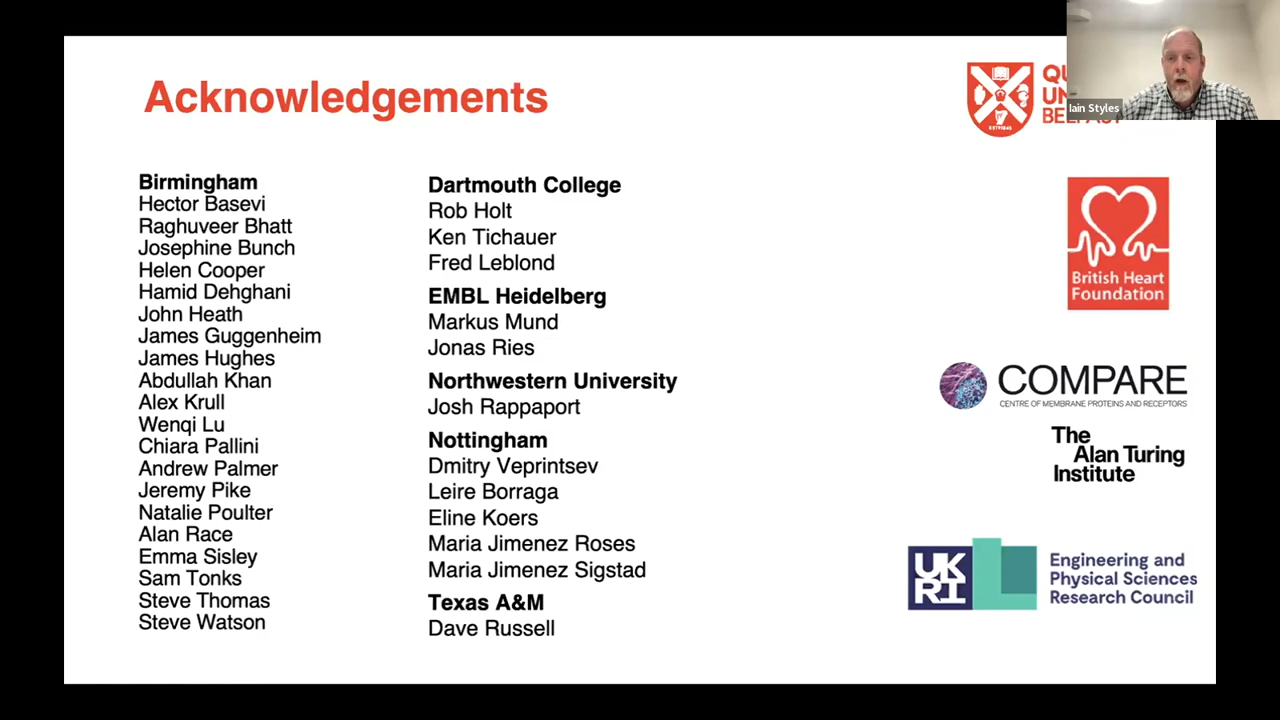 Acknowledgements
Birmingham
Hector Basevi
Raghuveer Bhatt
Josephine Bunch
Helen Cooper
Hamid Dehghani
John Heath
James Guggenheim
James Hughes
Abdullah Khan
Alex Krull
Wenqi Lu
Chiara Pallini
Andrew Palmer
Jeremy Pike
Natalie Poulter
Alan Race
Emma Sisley
Sam Tonks
Steve Thomas
Steve Watson
Dartmouth College
Rob Holt
Ken Tichauer
Fred Leblond
EMBL Heidelberg
Markus Mund
Jonas Ries
Northwestern University
Josh Rappaport
Nottingham
Dmitry Veprintsev
Leire Borraga
Eline Koers
Maria Jimenez Roses
Maria Jimenez Sigstad
Texas A&M
Dave Russell
Iain Styles
British Heart
Foundation
COMPARE
CENTRE OF MEMBRANE PROTEINS AND RECEPTORS
The
Alan Turing
Institute
UK
RI
Engineering and
Physical Sciences
Research Council